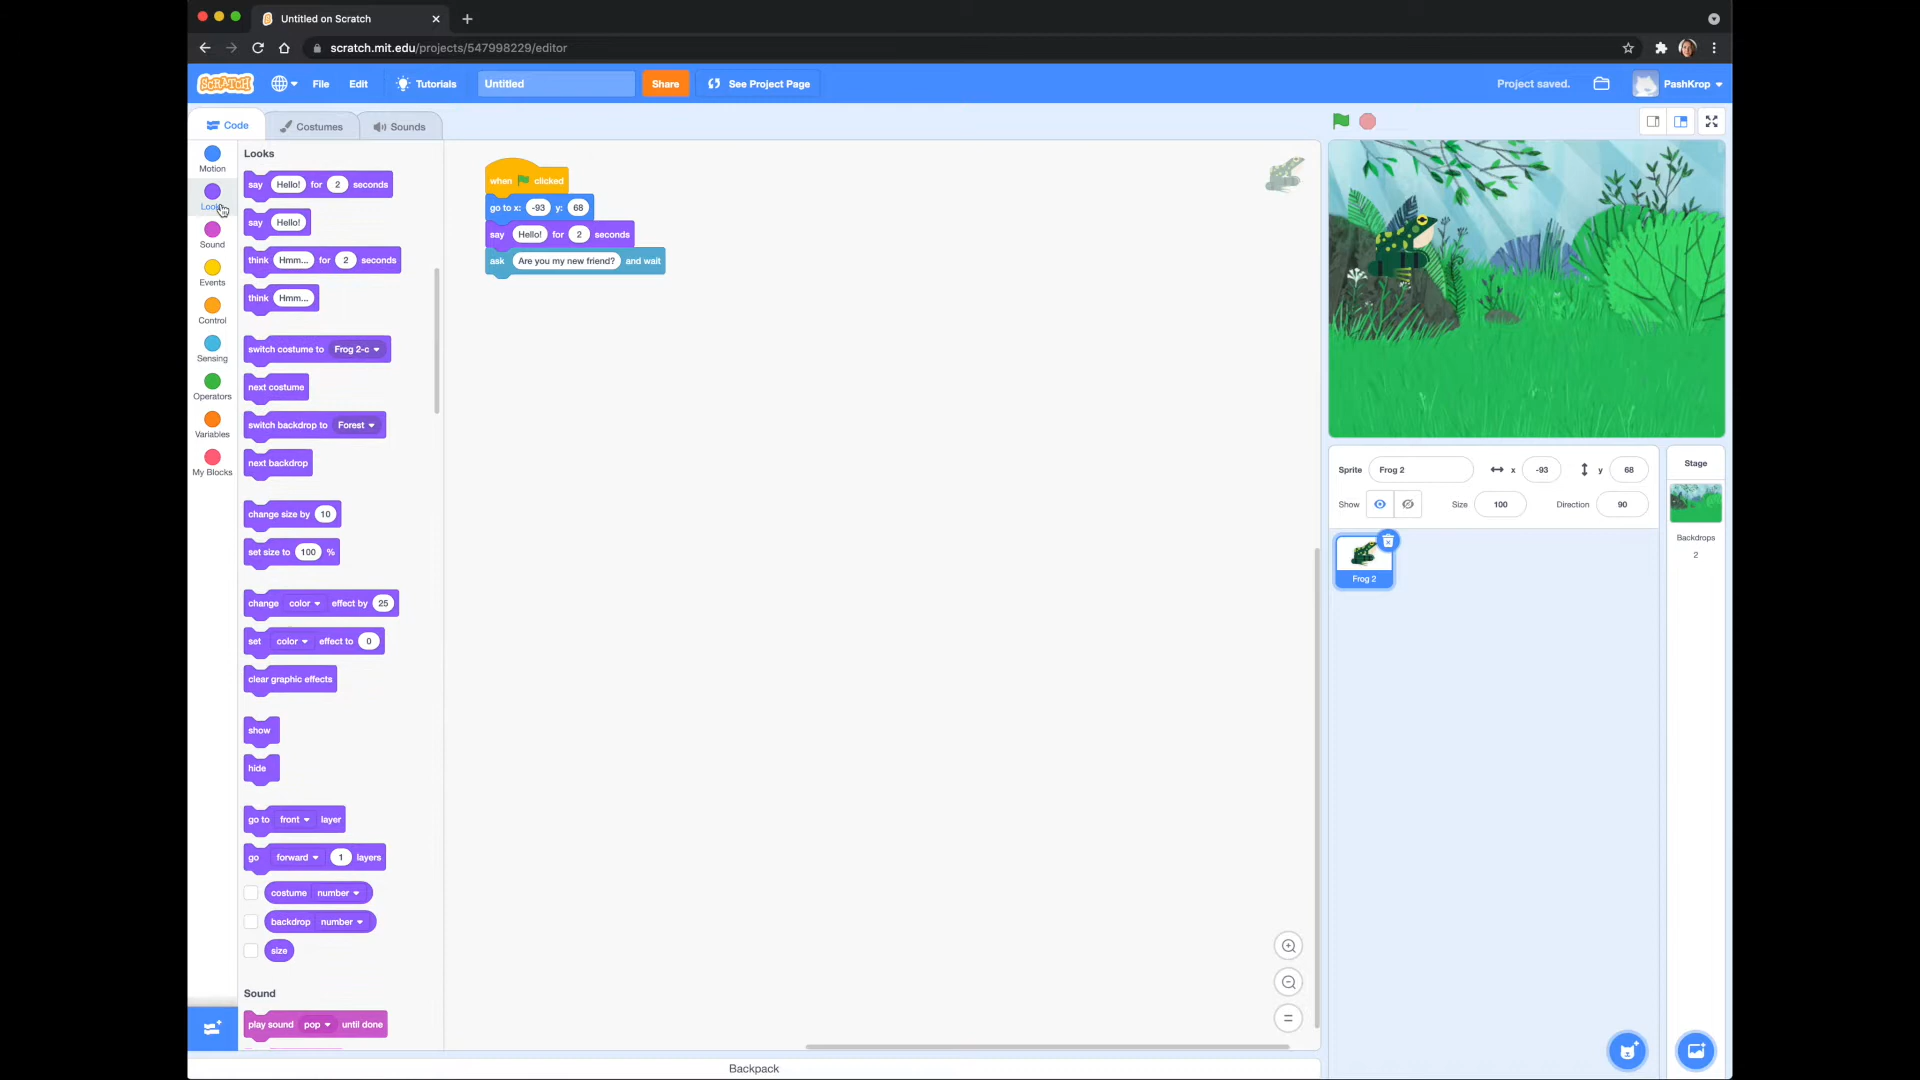 Untitled on Scratch
scratch.mit.edu/projects/547998229/editor
SCRATCH File Edit Tutorials Untitled Share See Project Page Project saved. PashKrop
Code Costumes Sounds
Motion
Looks
Sound
Events
Control
Sensing
Operators
Variables
My Blocks
Looks
say Hello! for 2 seconds
say Hello!
think Hmm... for 2 seconds
think Hmm...
switch costume to Frog 2-c
next costume
switch backdrop to Forest
next backdrop
change size by 10
set size to 100 %
change color effect by 25
set color effect to 0
clear graphic effects
show
hide
go to front layer
go forward 1 layers
costume number
backdrop number
size
Sound
play sound pop until done
when clicked
go to x: -93 y: 68
say Hello! for 2 seconds
ask Are you my new friend? and wait
Sprite Frog 2 x -93 y 68
Show Size 100 Direction 90
Frog 2
Stage
Backdrops
2
Backpack